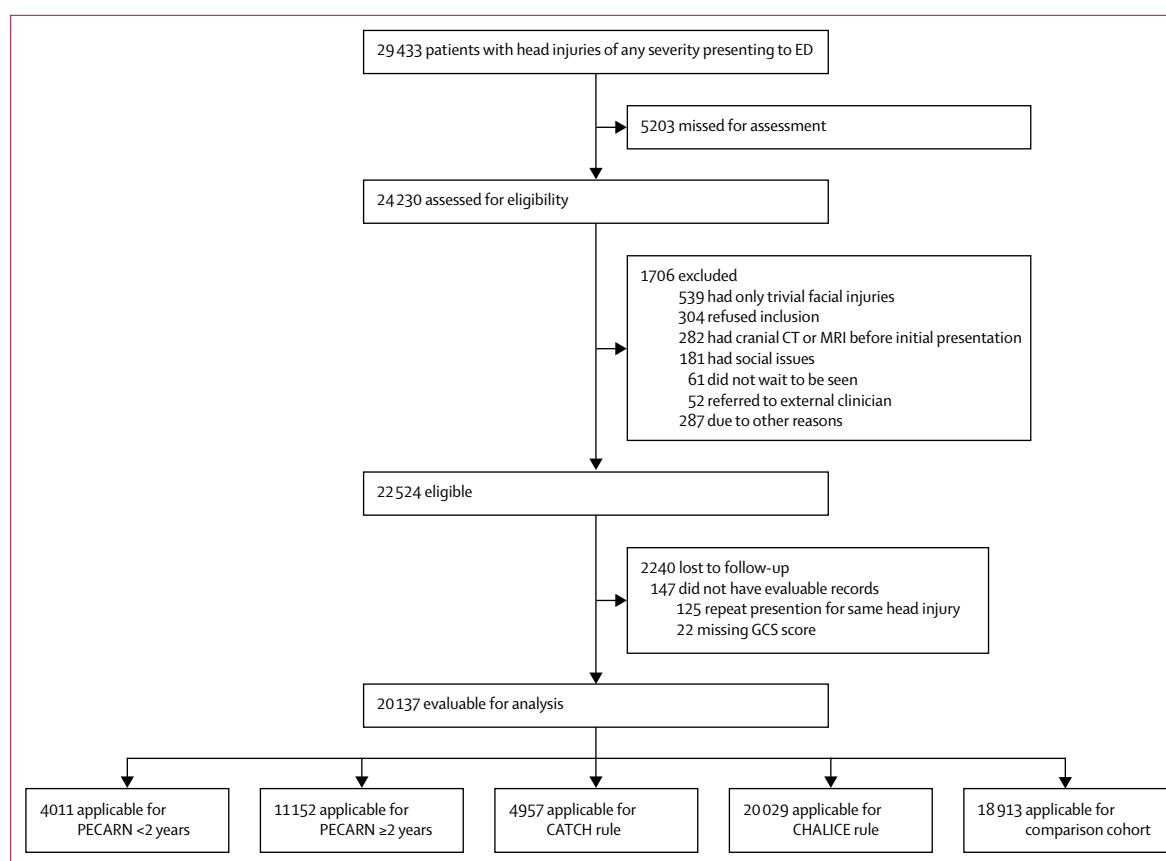 29 433 patients with head injuries of any severity presenting to ED
5203 missed for assessment
24 230 assessed for eligibility
1706 excluded
539 had only trivial facial injuries
304 refused inclusion
282 had cranial CT or MRI before initial presentation
181 had social issues
61 did not wait to be seen
52 referred to external clinician
287 due to other reasons
22 524 eligible
2240 lost to follow-up
147 did not have evaluable records
125 repeat presention for same head injury
22 missing GCS score
20 137 evaluable for analysis
4011 applicable for
PECARN <2 years
11 152 applicable for
PECARN ≥2 years
4957 applicable for
CATCH rule
20 029 applicable for
CHALICE rule
18 913 applicable for
comparison cohort